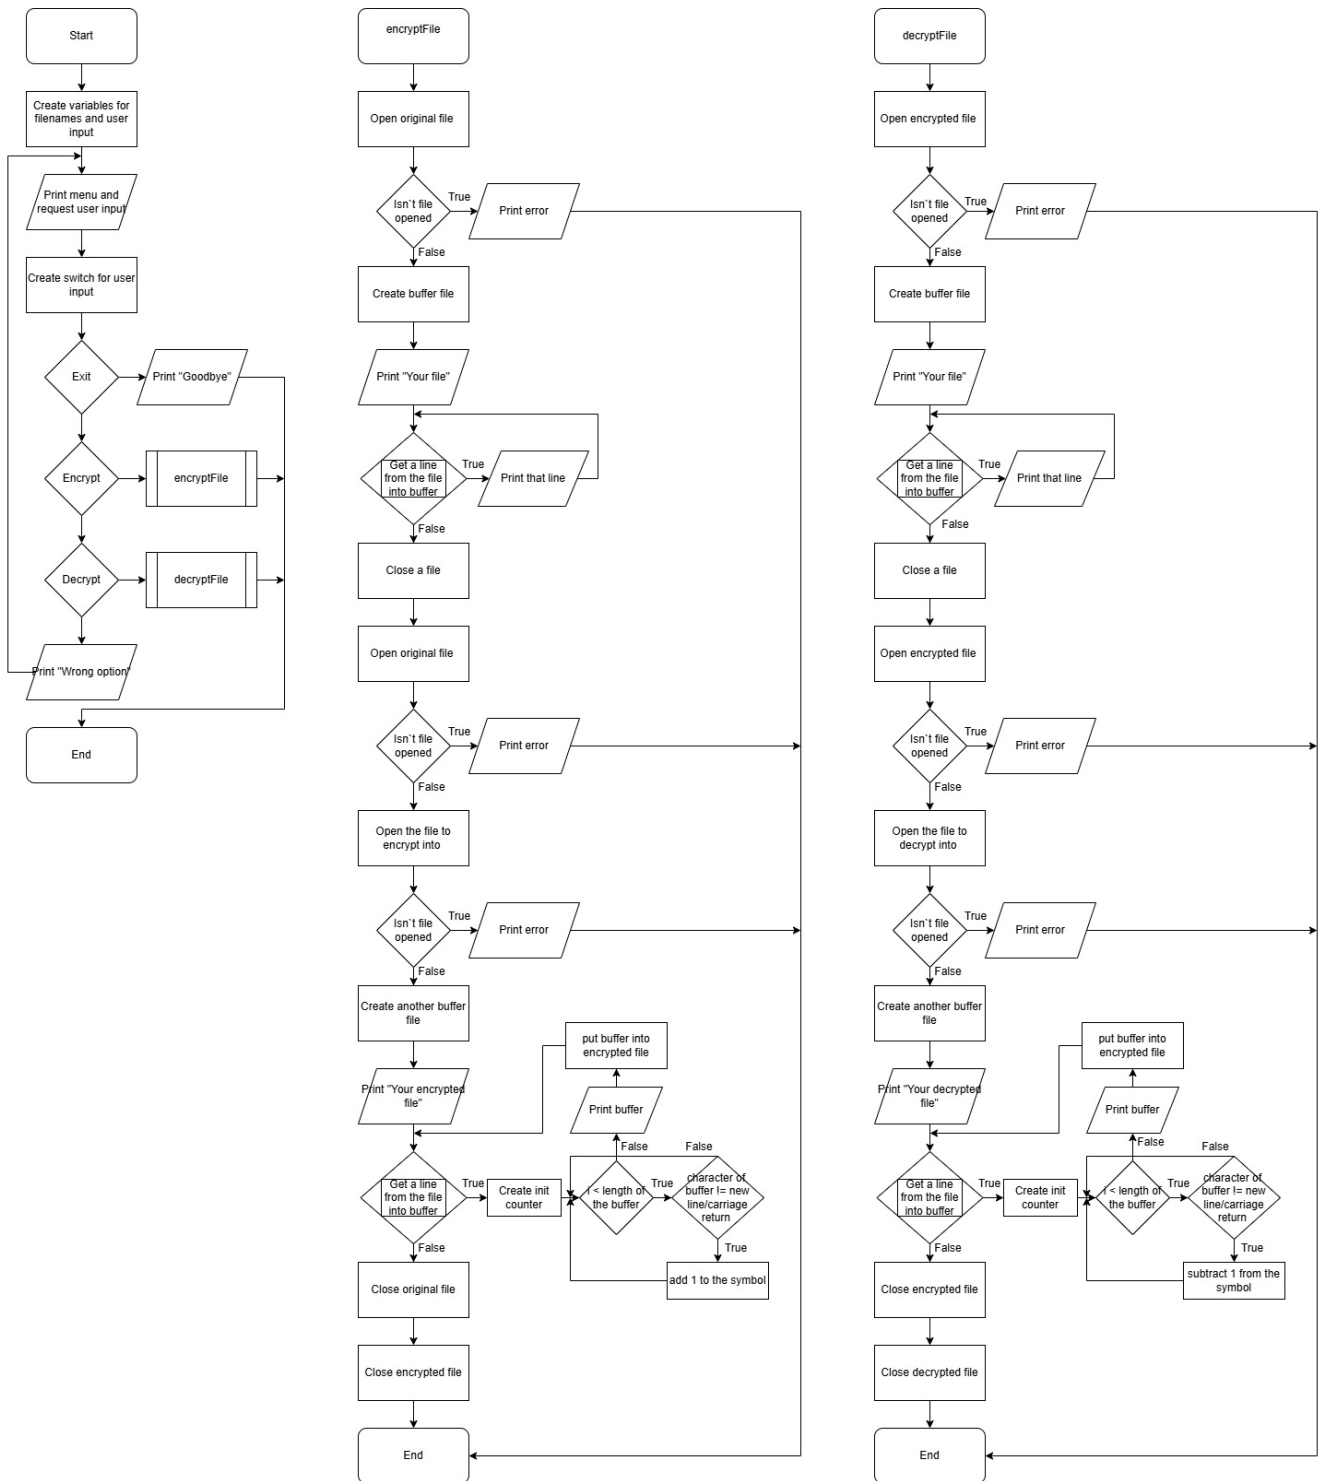 Start
Create variables for
filenames and user
input
Print menu and
request user input
Create switch for user
input
Exit
Print "Goodbye"
Encrypt
encryptFile
Decrypt
decryptFile
Print "Wrong option"
End
encryptFile
Open original file
Isn`t file
opened
True
Print error
False
Create buffer file
Print "Your file"
Get a line
from the file
into buffer
True
Print that line
False
Close a file
Open original file
Isn`t file
opened
True
Print error
False
Open the file to
encrypt into
Isn`t file
opened
True
Print error
False
Create another buffer
file
Print "Your encrypted
file"
put buffer into
encrypted file
Print buffer
False
False
Get a line
from the file
into buffer
True
Create init
counter
i < length of
the buffer
True
character of
buffer != new
line/carriage
return
True
add 1 to the symbol
False
Close original file
Close encrypted file
End
decryptFile
Open encrypted file
Isn`t file
opened
True
Print error
False
Create buffer file
Print "Your file"
Get a line
from the file
into buffer
True
Print that line
False
Close a file
Open encrypted file
Isn`t file
opened
True
Print error
False
Open the file to
decrypt into
Isn`t file
opened
True
Print error
False
Create another buffer
file
Print "Your decrypted
file"
put buffer into
encrypted file
Print buffer
False
False
Get a line
from the file
into buffer
True
Create init
counter
i < length of
the buffer
True
character of
buffer != new
line/carriage
return
True
subtract 1 from the
symbol
False
Close encrypted file
Close decrypted file
End